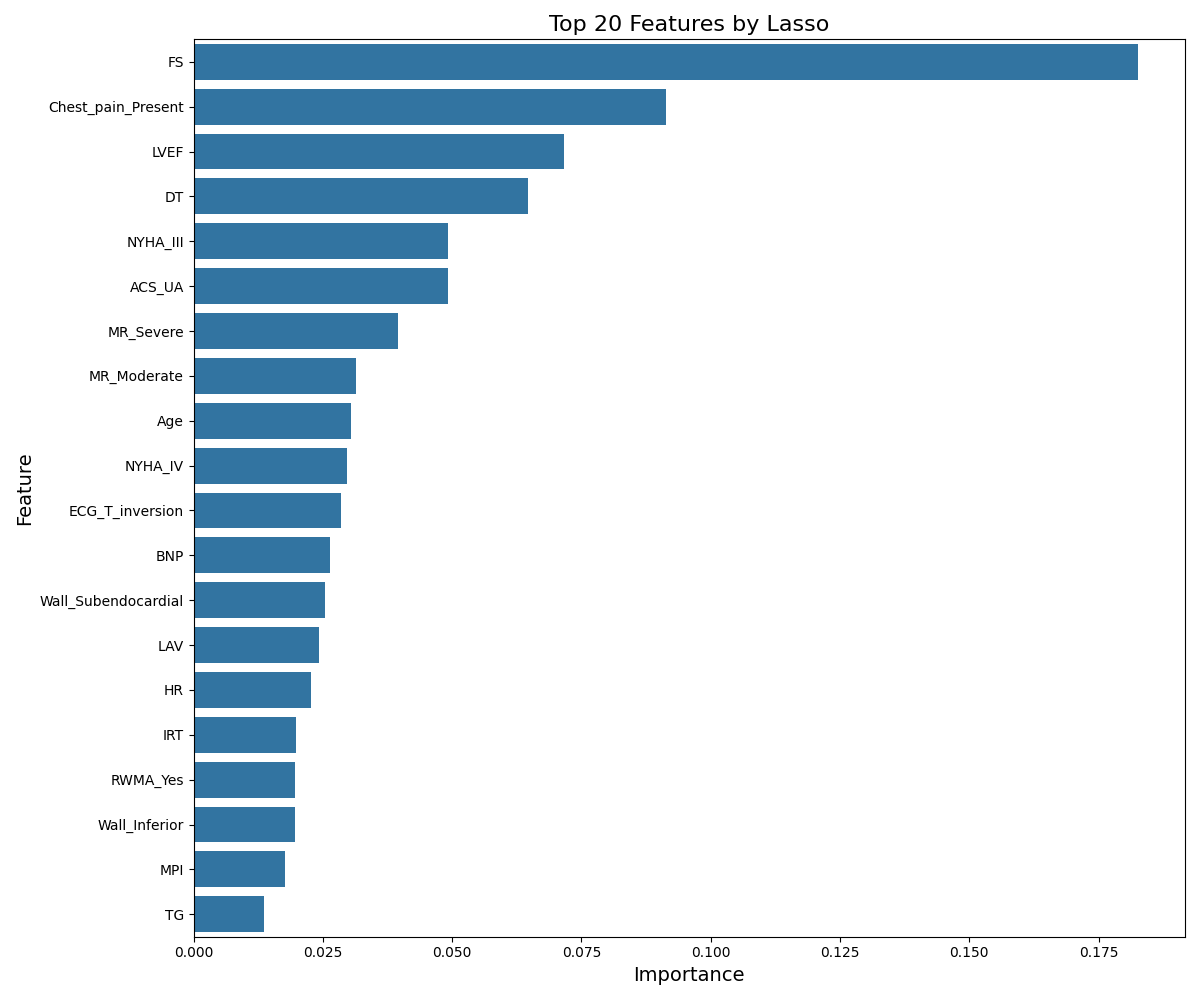 Top 20 Features by Lasso
Feature
FS
Chest_pain_Present
LVEF
DT
NYHA_III
ACS_UA
MR_Severe
MR_Moderate
Age
NYHA_IV
ECG_T_inversion
BNP
Wall_Subendocardial
LAV
HR
IRT
RWMA_Yes
Wall_Inferior
MPI
TG
0.000 0.025 0.050 0.075 0.100 0.125 0.150 0.175
Importance